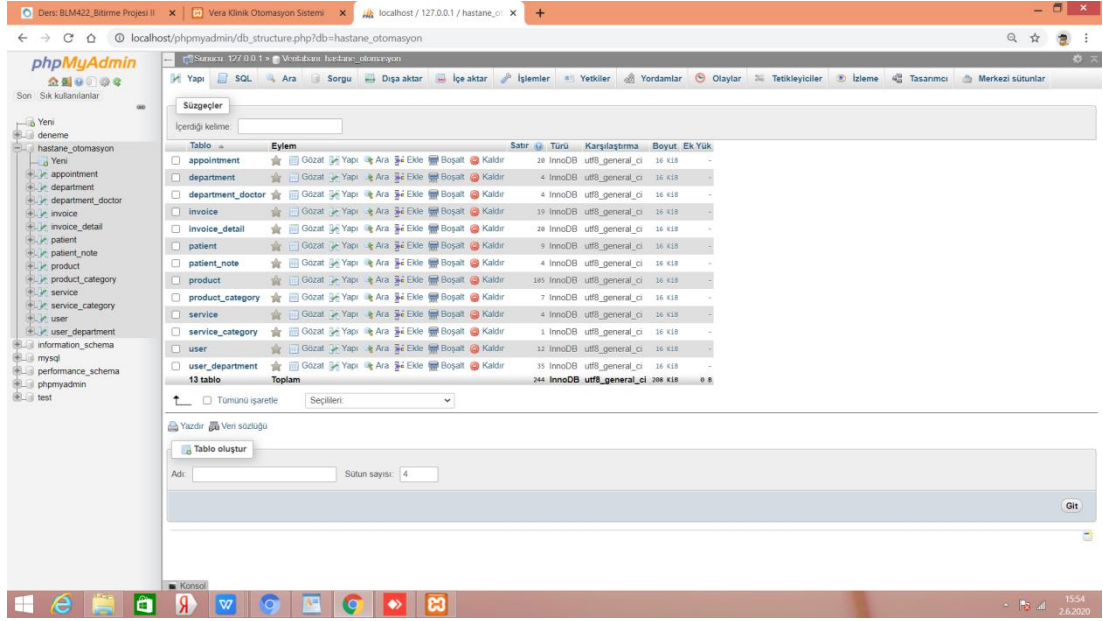 Ders: BLM422_Bitirme Projesi II
Vera Klinik Otomasyon Sistemi
localhost / 127.0.0.1 / hastane_o
localhost/phpmyadmin/db_structure.php?db=hastane_otomasyon
phpMyAdmin
Son Sık kullanılanlar
Yeni
deneme
hastane_otomasyon
Yeni
appointment
department
department_doctor
invoice
invoice_detail
patient
patient_note
product
product_category
service
service_category
user
user_department
information_schema
mysql
performance_schema
phpmyadmin
test
Sunucu: 127.0.0.1 » Veritabanı: hastane_otomasyon
Yapı SQL Ara Sorgu Dışa aktar İçe aktar İşlemler Yetkiler Yordamlar Olaylar Tetikleyiciler İzleme Tasarımcı Merkezi sütunlar
Süzgeçler
İçerdiği kelime:
Tablo Eylem Satır Türü Karşılaştırma Boyut Ek Yük
appointment Gözat Yapı Ara Ekle Boşalt Kaldır 20 InnoDB utf8_general_ci 16 KiB -
department Gözat Yapı Ara Ekle Boşalt Kaldır 4 InnoDB utf8_general_ci 16 KiB -
department_doctor Gözat Yapı Ara Ekle Boşalt Kaldır 4 InnoDB utf8_general_ci 16 KiB -
invoice Gözat Yapı Ara Ekle Boşalt Kaldır 19 InnoDB utf8_general_ci 16 KiB -
invoice_detail Gözat Yapı Ara Ekle Boşalt Kaldır 20 InnoDB utf8_general_ci 16 KiB -
patient Gözat Yapı Ara Ekle Boşalt Kaldır 9 InnoDB utf8_general_ci 16 KiB -
patient_note Gözat Yapı Ara Ekle Boşalt Kaldır 4 InnoDB utf8_general_ci 16 KiB -
product Gözat Yapı Ara Ekle Boşalt Kaldır 105 InnoDB utf8_general_ci 16 KiB -
product_category Gözat Yapı Ara Ekle Boşalt Kaldır 7 InnoDB utf8_general_ci 16 KiB -
service Gözat Yapı Ara Ekle Boşalt Kaldır 4 InnoDB utf8_general_ci 16 KiB -
service_category Gözat Yapı Ara Ekle Boşalt Kaldır 1 InnoDB utf8_general_ci 16 KiB -
user Gözat Yapı Ara Ekle Boşalt Kaldır 12 InnoDB utf8_general_ci 16 KiB -
user_department Gözat Yapı Ara Ekle Boşalt Kaldır 35 InnoDB utf8_general_ci 16 KiB -
13 tablo Toplam 244 InnoDB utf8_general_ci 208 KiB 0 B
Tümünü işaretle Seçilileri:
Yazdır Veri sözlüğü
Tablo oluştur
Adı: Sütun sayısı: 4
Git
Konsol
15:54
2.6.2020